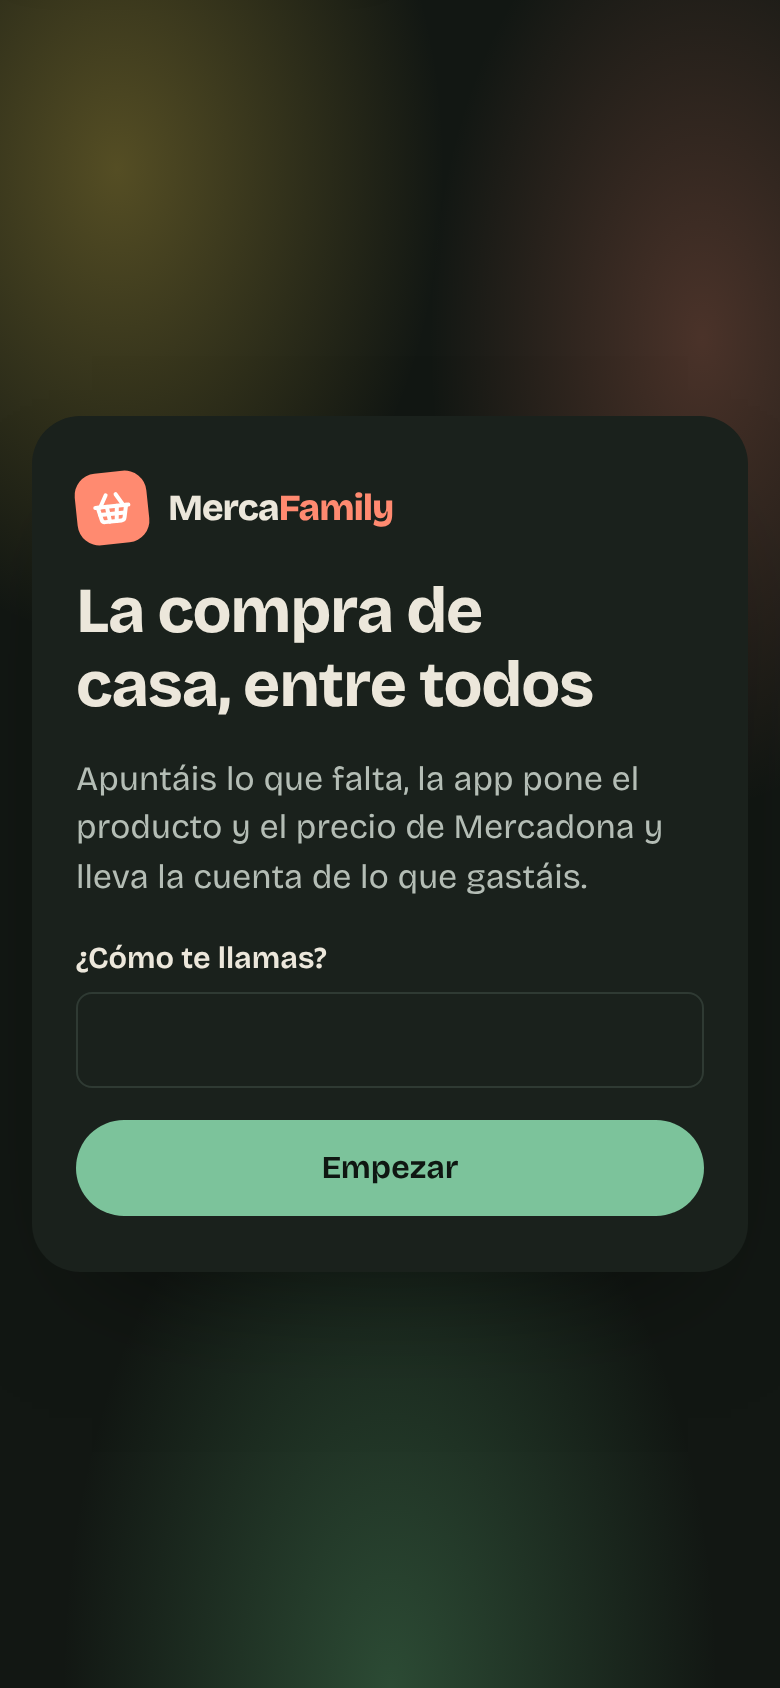 MercaFamily
La compra de
casa, entre todos
Apuntáis lo que falta, la app pone el
producto y el precio de Mercadona y
lleva la cuenta de lo que gastáis.
¿Cómo te llamas?
Empezar